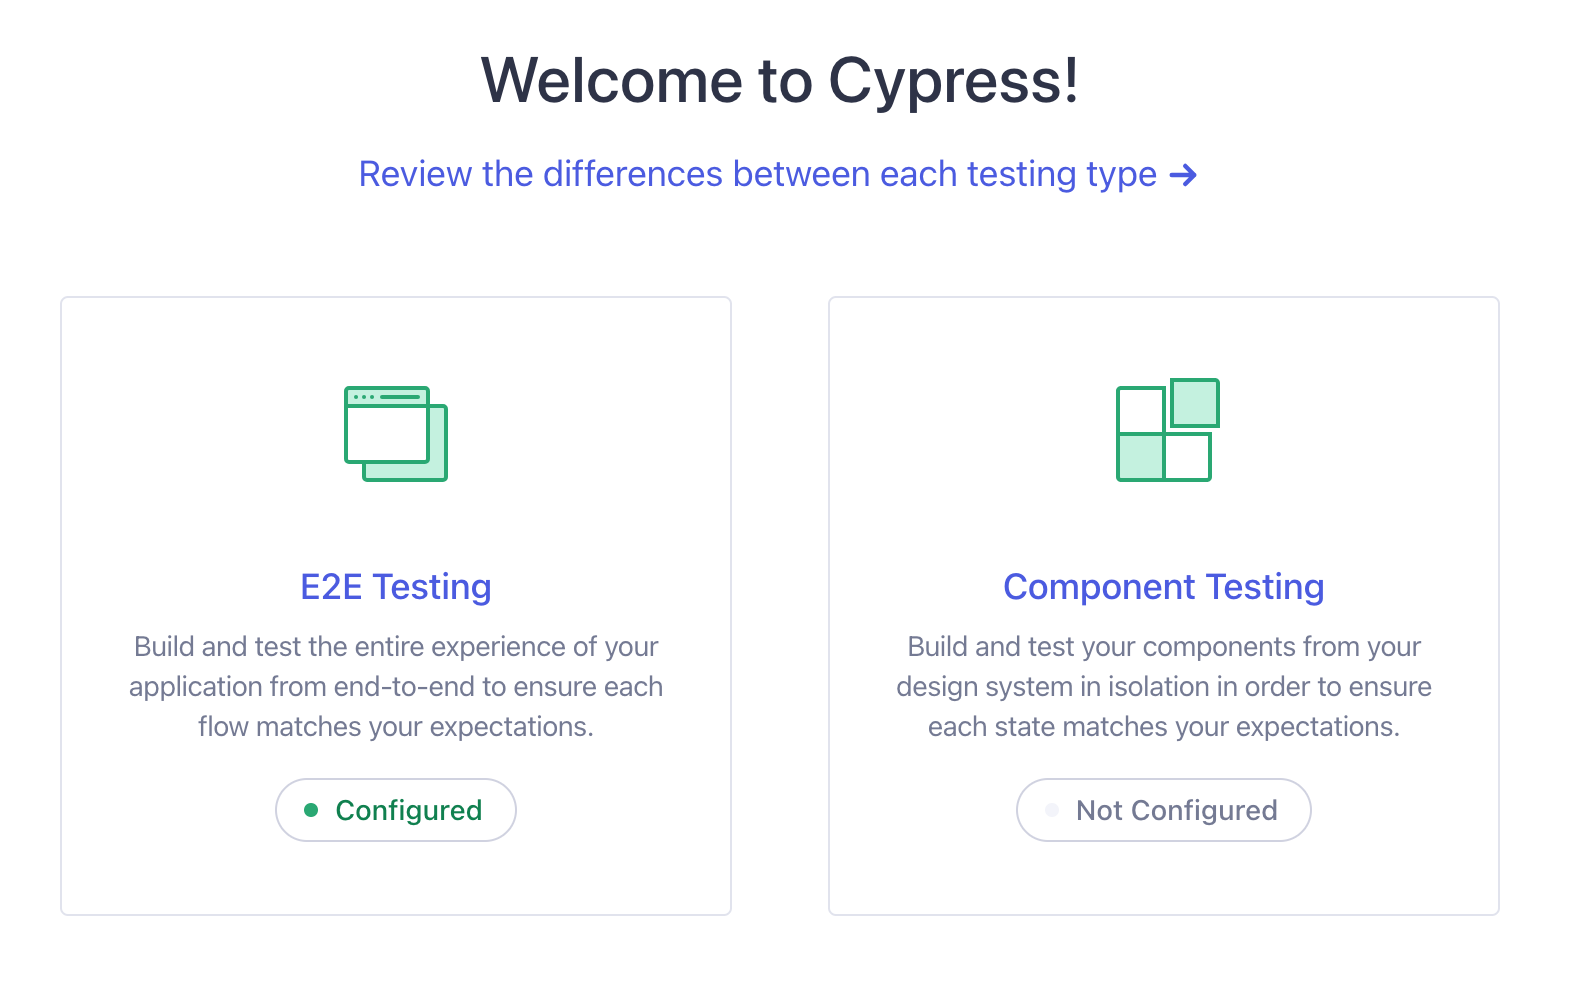 Welcome to Cypress!
Review the differences between each testing type →
E2E Testing
Build and test the entire experience of your
application from end-to-end to ensure each
flow matches your expectations.
Configured
Component Testing
Build and test your components from your
design system in isolation in order to ensure
each state matches your expectations.
Not Configured